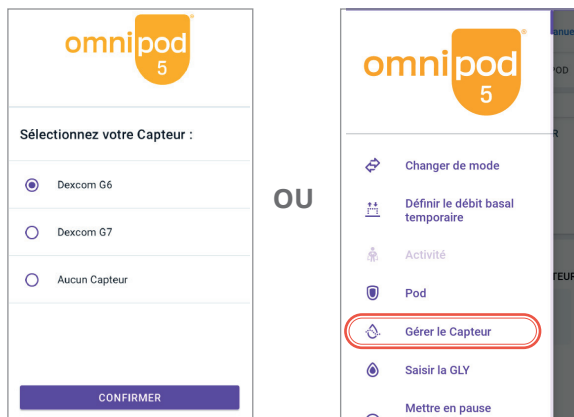 omnipod
5
Sélectionnez votre Capteur :
Dexcom G6
Dexcom G7
Aucun Capteur
CONFIRMER
OU
omnipod
5
Changer de mode
Définir le débit basal
temporaire
Activité
Pod
Gérer le Capteur
Saisir la GLY
Mettre en pause